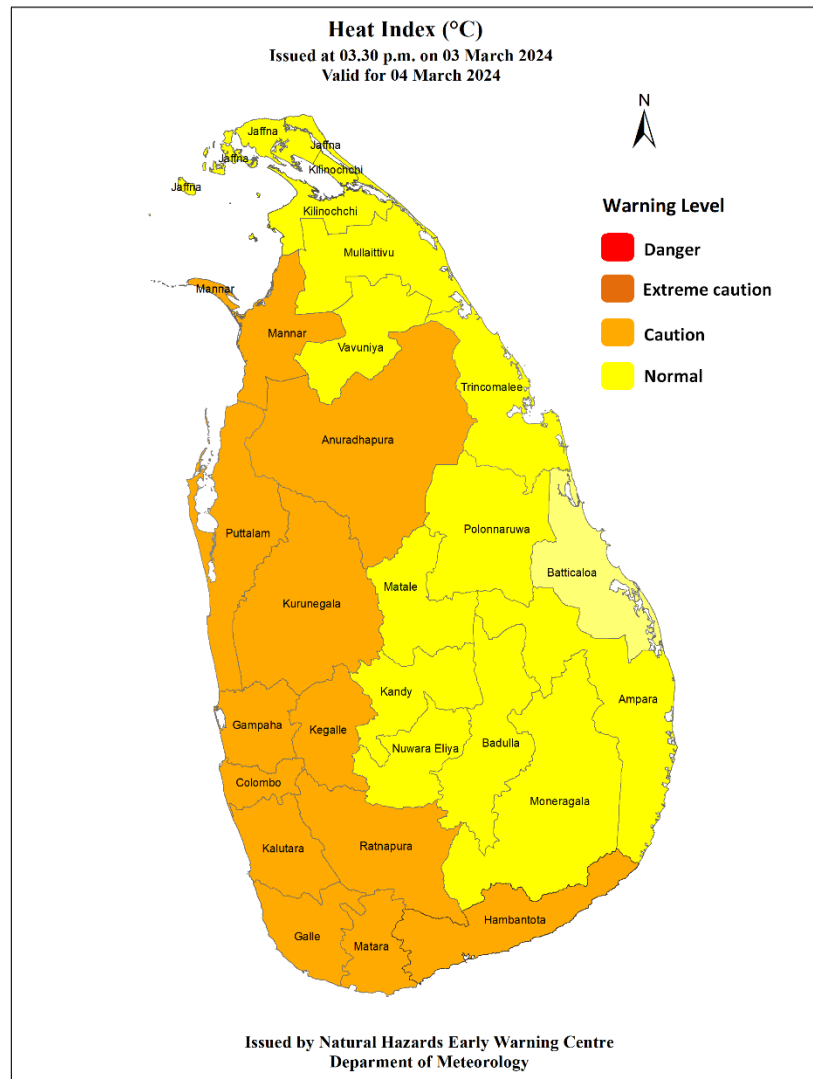 Heat Index (°C)
Issued at 03.30 p.m. on 03 March 2024
Valid for 04 March 2024
N
Jaffna
Jaffna
Jaffna
Kilinochchi
Jaffna
Kilinochchi
Mullaittivu
Mannar
Mannar
Vavuniya
Trincomalee
Anuradhapura
Puttalam
Polonnaruwa
Batticaloa
Matale
Kurunegala
Kandy
Ampara
Gampaha
Kegalle
Nuwara Eliya
Badulla
Colombo
Moneragala
Kalutara
Ratnapura
Hambantota
Galle
Matara
Warning Level
Danger
Extreme caution
Caution
Normal
Issued by Natural Hazards Early Warning Centre
Deparment of Meteorology